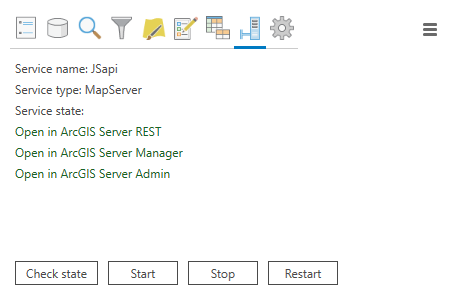 Service name: JSapi
Service type: MapServer
Service state:
Open in ArcGIS Server REST
Open in ArcGIS Server Manager
Open in ArcGIS Server Admin
Check state Start Stop Restart